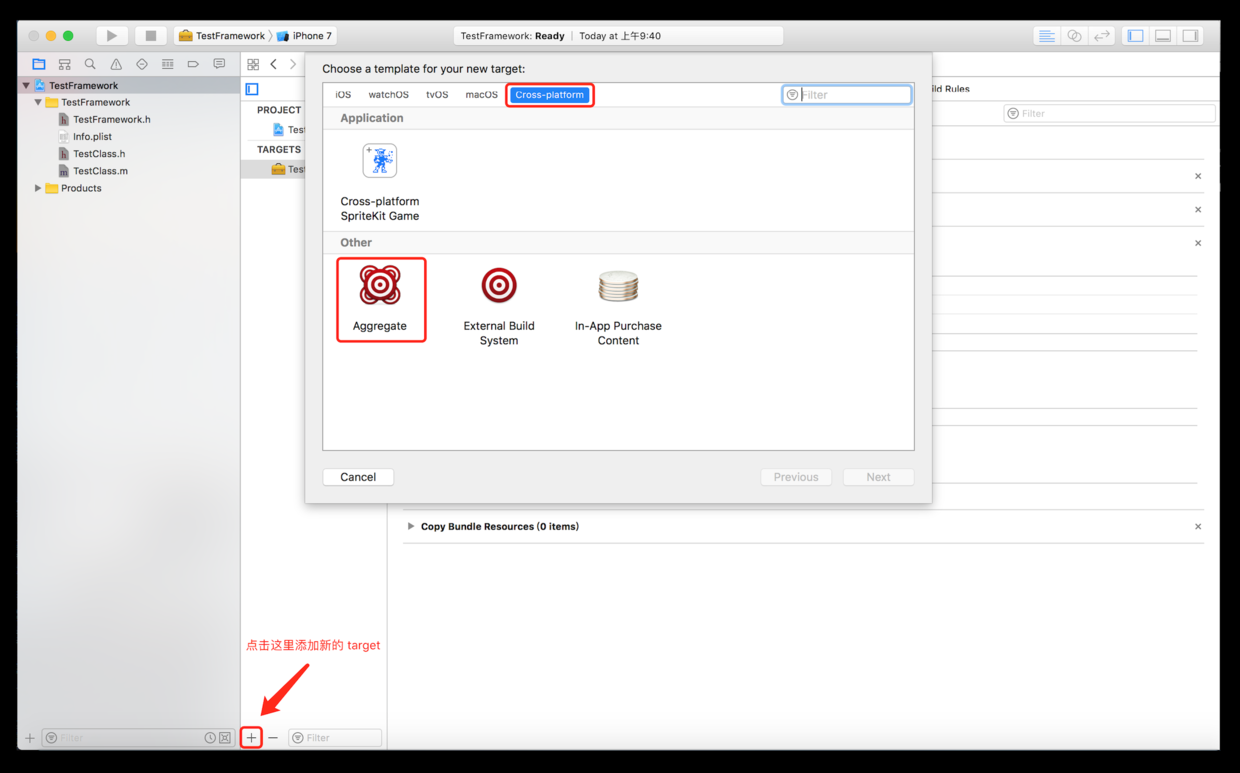 TestFramework
iPhone 7
TestFramework: Ready
Today at 上午9:40
TestFramework
TestFramework
TestFramework.h
Info.plist
TestClass.h
TestClass.m
Products
PROJECT
Test
TARGETS
Test
Choose a template for your new target:
iOS
watchOS
tvOS
macOS
Cross-platform
Filter
Application
Cross-platform
SpriteKit Game
Other
Aggregate
External Build
System
In-App Purchase
Content
Cancel
Previous
Next
ild Rules
Filter
Copy Bundle Resources (0 items)
点击这里添加新的 target
Filter
Filter